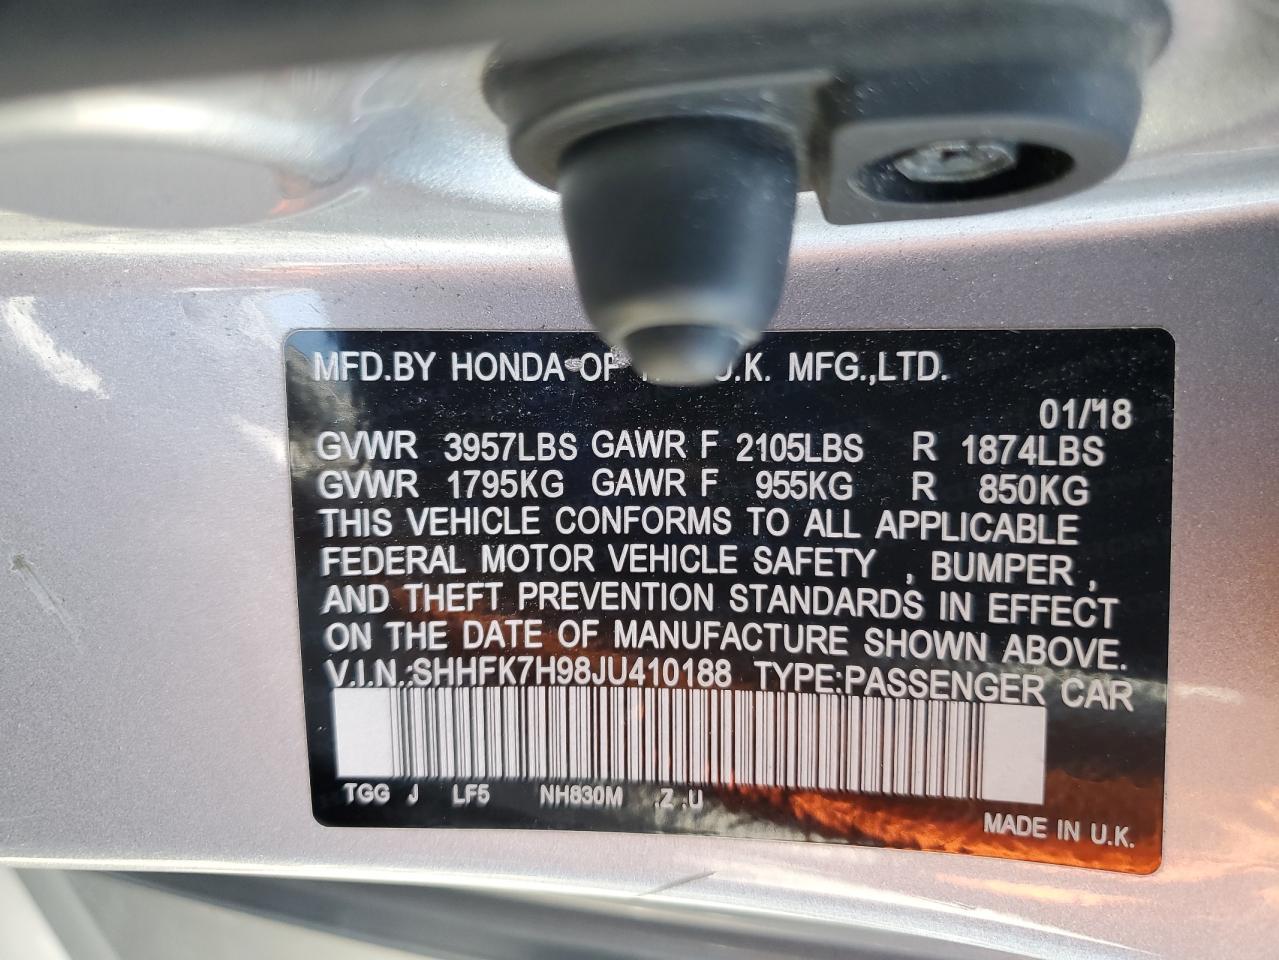 MFD.BY HONDA OF U.K. MFG.,LTD.
01/18
GVWR 3957LBS GAWR F 2105LBS R 1874LBS
GVWR 1795KG GAWR F 955KG R 850KG
THIS VEHICLE CONFORMS TO ALL APPLICABLE
FEDERAL MOTOR VEHICLE SAFETY , BUMPER ,
AND THEFT PREVENTION STANDARDS IN EFFECT
ON THE DATE OF MANUFACTURE SHOWN ABOVE.
V.I.N.:SHHFK7H98JU410188 TYPE:PASSENGER CAR
TGG J LF5 NH830M .Z .U
MADE IN U.K.